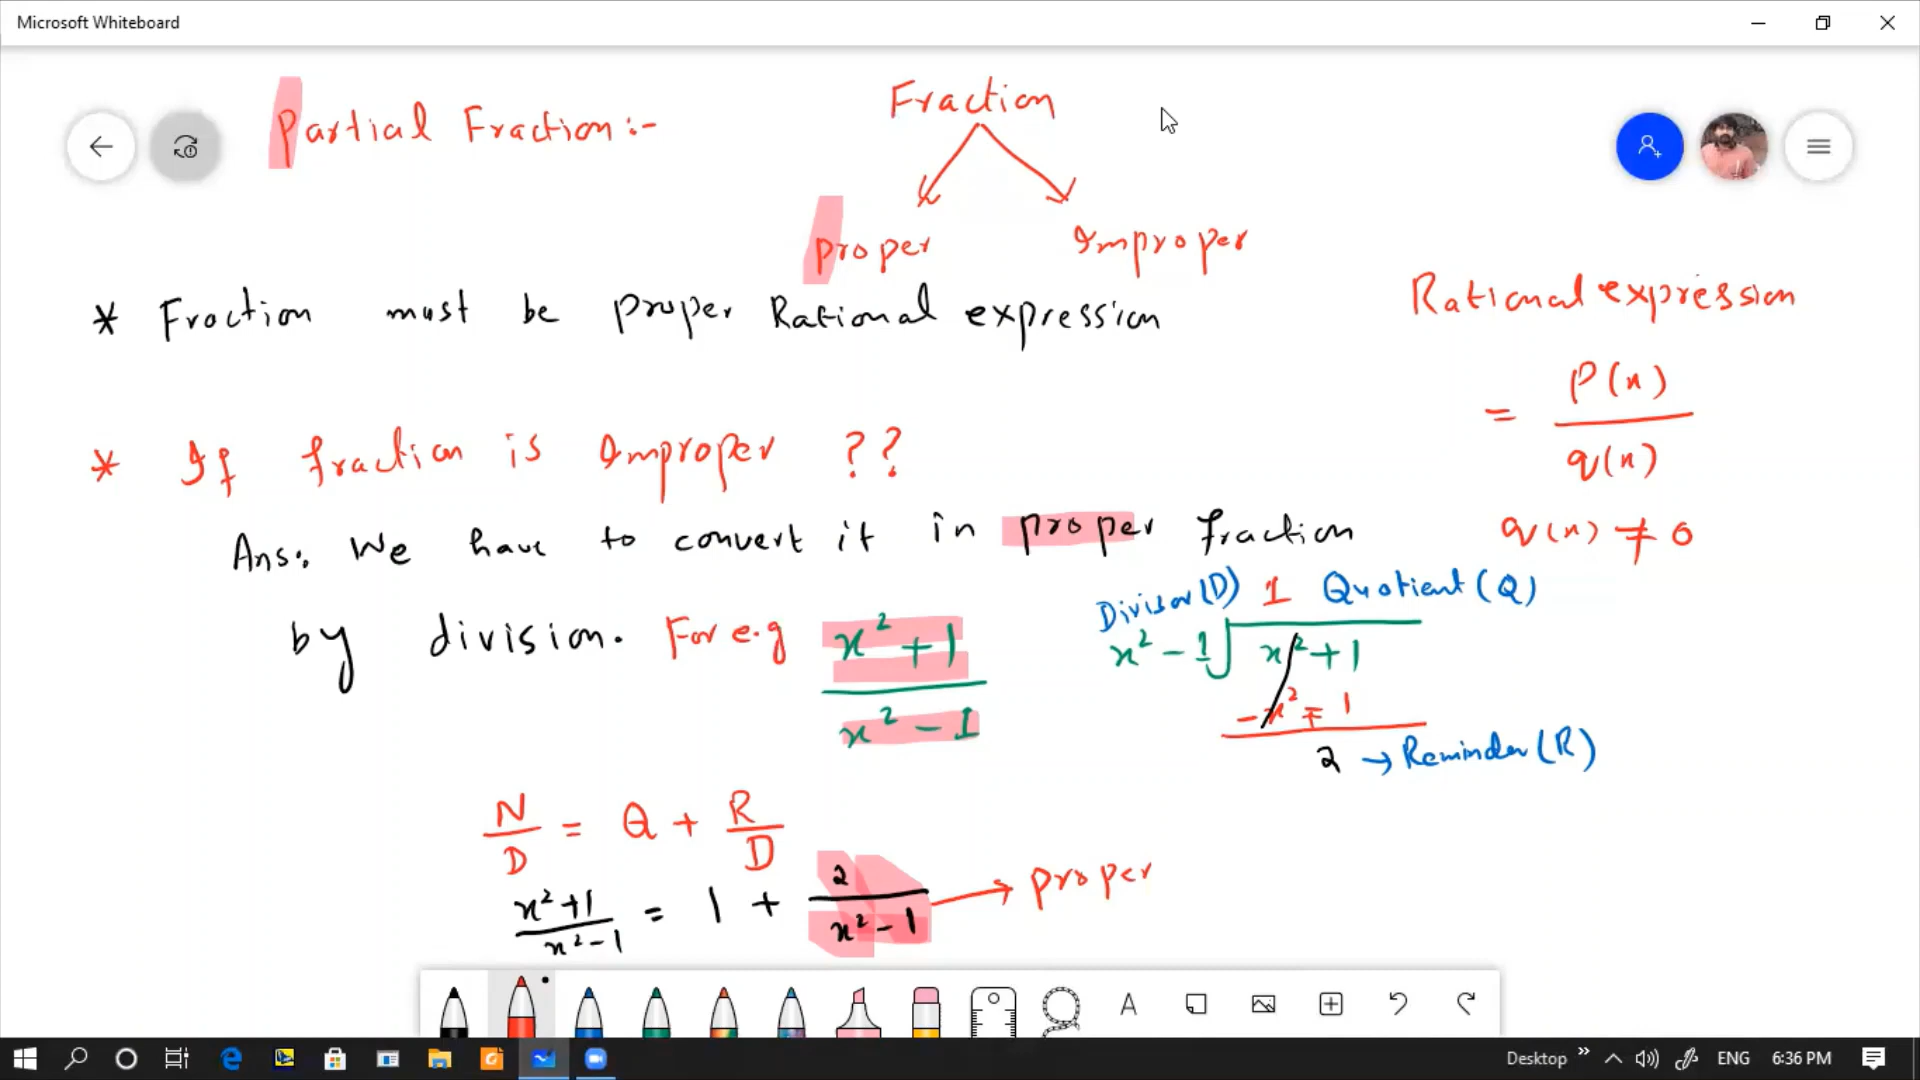 Microsoft Whiteboard
Partial Fraction:-
Fraction
proper Improper
* Fraction must be proper Rational expression
Rational expression
= P(x)/q(x)
q(x) ≠ 0
* If fraction is Improper ??
Ans: We have to convert it in proper fraction
by division. For e.g x² + 1 / x² - 1
Divisor(D) 1 Quotient(Q)
x² - 1 x² + 1
- x² ∓ 1
2 → Reminder(R)
N/D = Q + R/D
x²+1/x²-1 = 1 + 2/x²-1 → proper
A
Desktop » ENG 6:36 PM